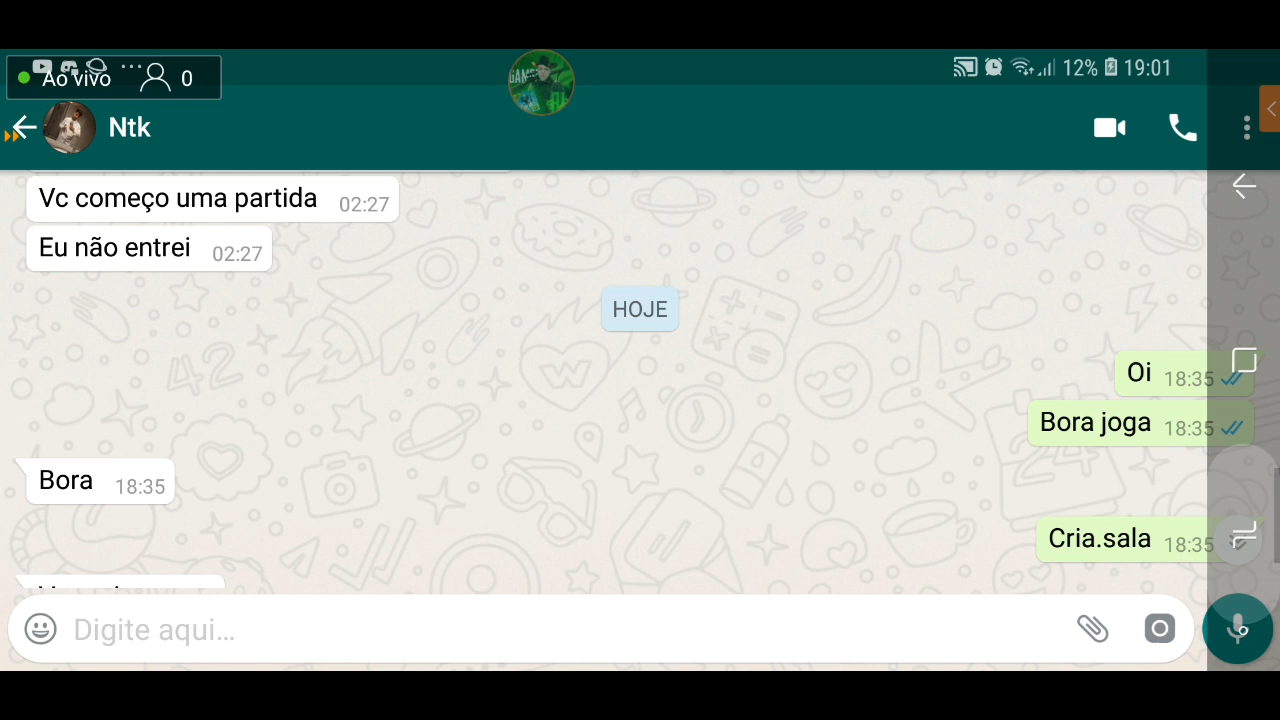 Ao vivo 0
12% 19:01
Ntk
Vc começo uma partida 02:27
Eu não entrei 02:27
HOJE
Oi 18:35
Bora joga 18:35
Bora 18:35
Cria.sala 18:35
Digite aqui...